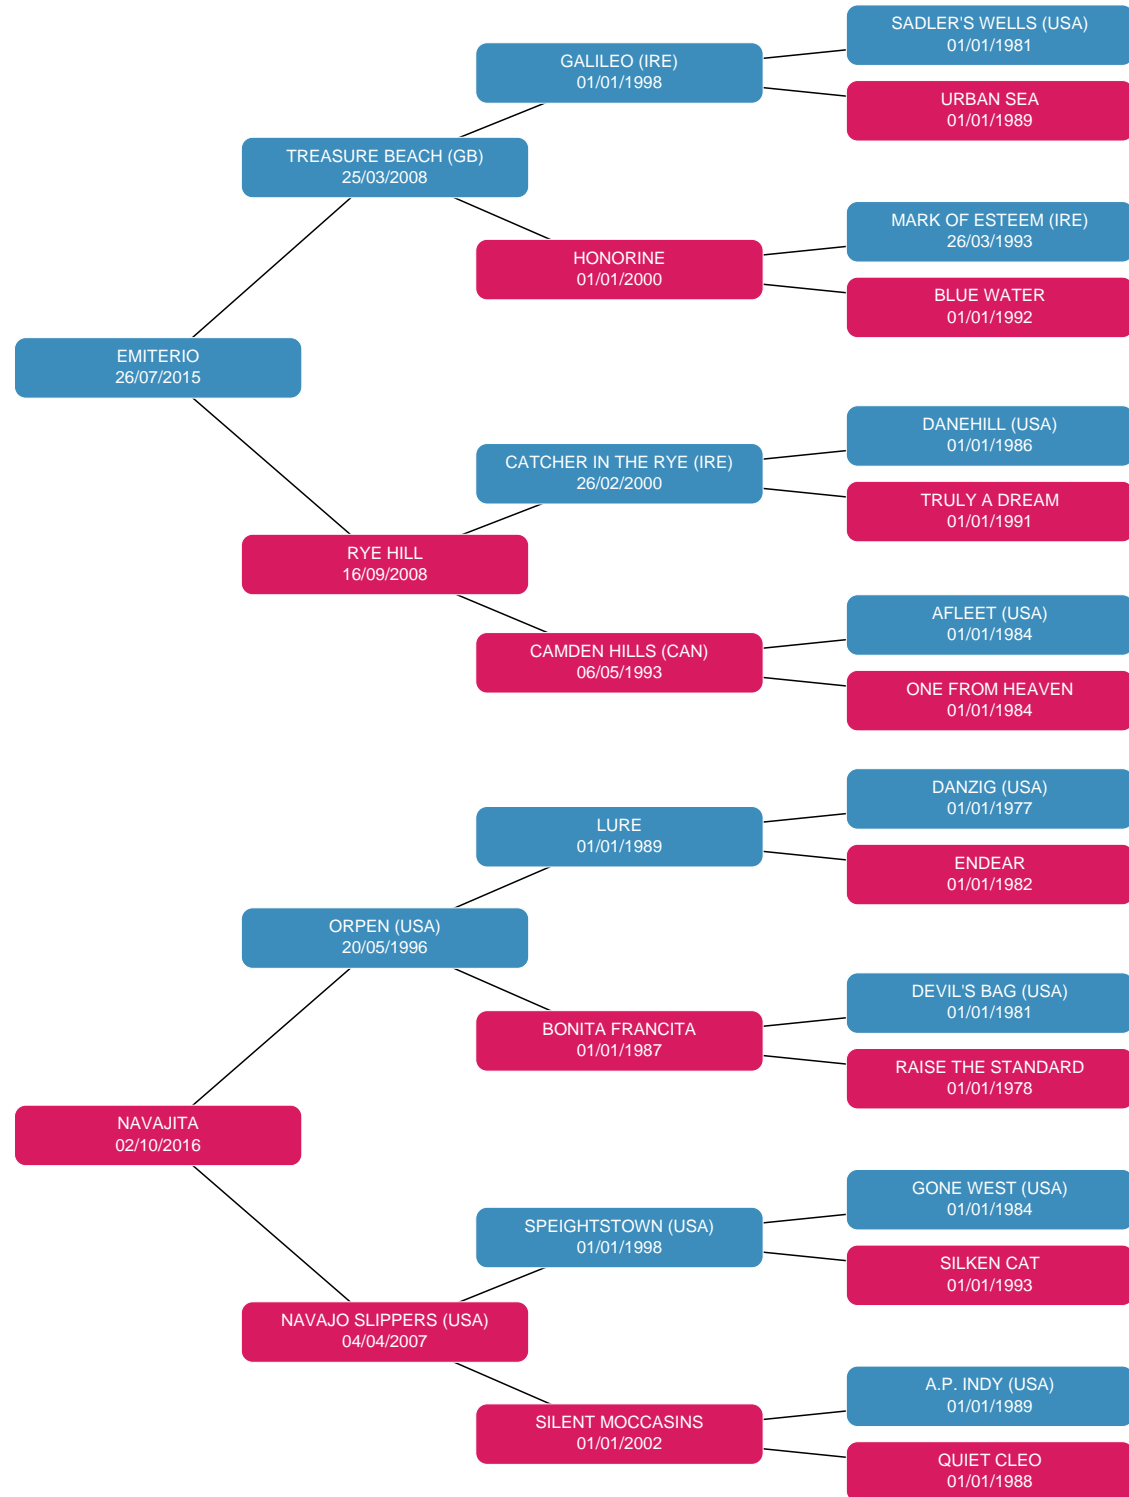 SADLER'S WELLS (USA)
01/01/1981
GALILEO (IRE)
01/01/1998
URBAN SEA
01/01/1989
TREASURE BEACH (GB)
25/03/2008
MARK OF ESTEEM (IRE)
26/03/1993
HONORINE
01/01/2000
BLUE WATER
01/01/1992
EMITERIO
26/07/2015
DANEHILL (USA)
01/01/1986
CATCHER IN THE RYE (IRE)
26/02/2000
TRULY A DREAM
01/01/1991
RYE HILL
16/09/2008
AFLEET (USA)
01/01/1984
CAMDEN HILLS (CAN)
06/05/1993
ONE FROM HEAVEN
01/01/1984
DANZIG (USA)
01/01/1977
LURE
01/01/1989
ENDEAR
01/01/1982
ORPEN (USA)
20/05/1996
DEVIL'S BAG (USA)
01/01/1981
BONITA FRANCITA
01/01/1987
RAISE THE STANDARD
01/01/1978
NAVAJITA
02/10/2016
GONE WEST (USA)
01/01/1984
SPEIGHTSTOWN (USA)
01/01/1998
SILKEN CAT
01/01/1993
NAVAJO SLIPPERS (USA)
04/04/2007
A.P. INDY (USA)
01/01/1989
SILENT MOCCASINS
01/01/2002
QUIET CLEO
01/01/1988